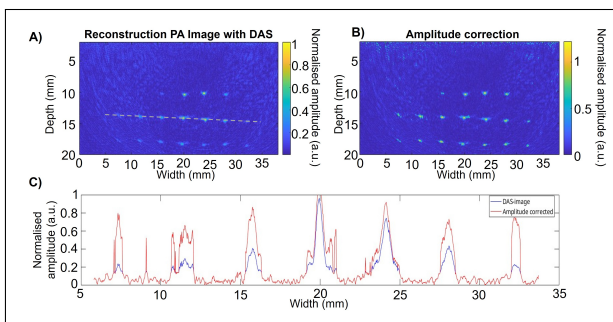 A) Reconstruction PA Image with DAS
Normalised amplitude (a.u.)
1
0.8
0.6
0.4
0.2
Depth (mm)
5
10
15
20
0 5 10 15 20 25 30 35
Width (mm)
B) Amplitude correction
Normalised amplitude (a.u.)
1
0.5
0
Depth (mm)
5
10
15
20
0 5 10 15 20 25 30 35
Width (mm)
C)
Normalised
amplitude (a.u.)
1
0.8
0.6
0.4
0.2
0
5 10 15 20 25 30 35
Width (mm)
DAS-image
Amplitude corrected